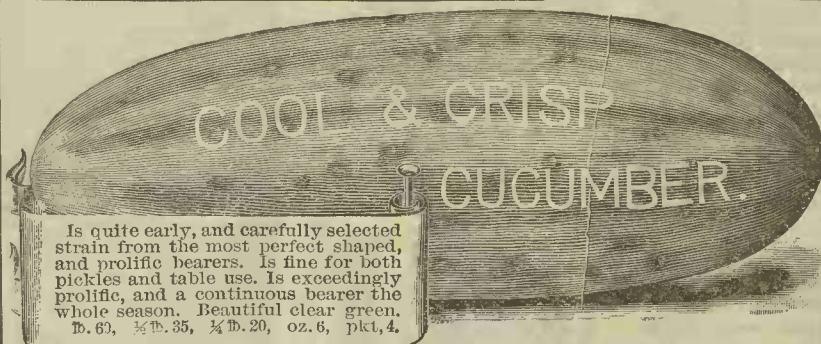 COOL & CRISP
CUCUMBER.
Is quite early, and carefully selected
strain from the most perfect shaped,
and prolific bearers. Is fine for both
pickles and table use. Is exceedingly
prolific, and a continuous bearer the
whole season. Beautiful clear green.
lb. 60, ½ lb. 35, ¼ lb. 20, oz. 6, pkt, 4.